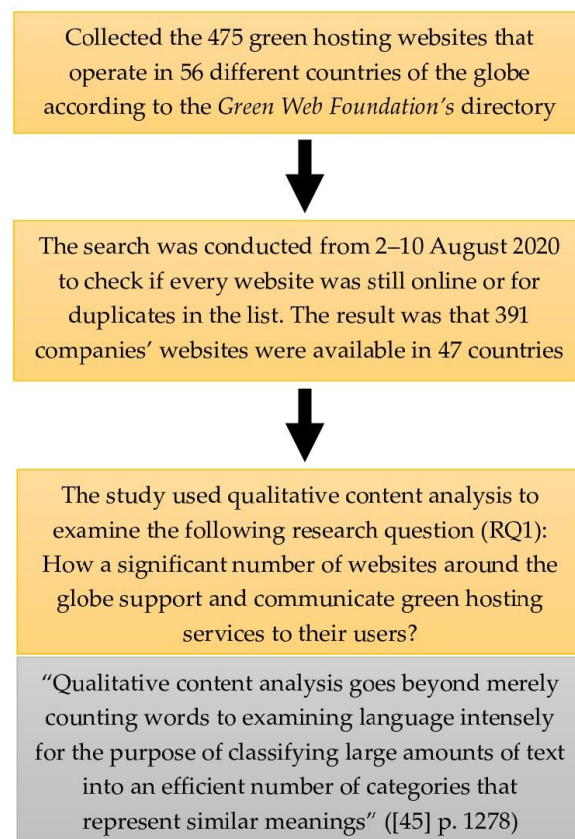 Collected the 475 green hosting websites that
operate in 56 different countries of the globe
according to the Green Web Foundation's directory
The search was conducted from 2–10 August 2020
to check if every website was still online or for
duplicates in the list. The result was that 391
companies' websites were available in 47 countries
The study used qualitative content analysis to
examine the following research question (RQ1):
How a significant number of websites around the
globe support and communicate green hosting
services to their users?
“Qualitative content analysis goes beyond merely
counting words to examining language intensely
for the purpose of classifying large amounts of text
into an efficient number of categories that
represent similar meanings” ([45] p. 1278)